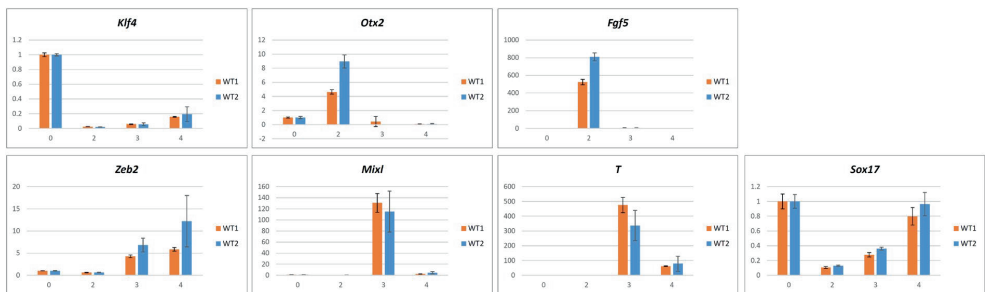 Klf4
1.2
1
0.8
0.6
0.4
0.2
0
0 2 3 4
WT1
WT2
Otx2
12
10
8
6
4
2
0
-2
0 2 3 4
WT1
WT2
Fgf5
1000
800
600
400
200
0
0 2 3 4
WT1
WT2
Zeb2
20
15
10
5
0
0 2 3 4
WT1
WT2
Mixl
160
140
120
100
80
60
40
20
0
0 2 3 4
WT1
WT2
T
600
500
400
300
200
100
0
0 2 3 4
WT1
WT2
Sox17
1.2
1
0.8
0.6
0.4
0.2
0
0 2 3 4
WT1
WT2